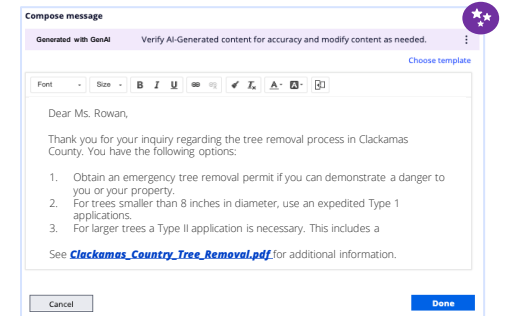 Compose message
Generated with GenAI Verify AI-Generated content for accuracy and modify content as needed.
Choose template
Font Size B I U Tx A A
Dear Ms. Rowan,
Thank you for your inquiry regarding the tree removal process in Clackamas
County. You have the following options:
1. Obtain an emergency tree removal permit if you can demonstrate a danger to
you or your property.
2. For trees smaller than 8 inches in diameter, use an expedited Type 1
applications.
3. For larger trees a Type II application is necessary. This includes a
See Clackamas_Country_Tree_Removal.pdf for additional information.
Cancel Done